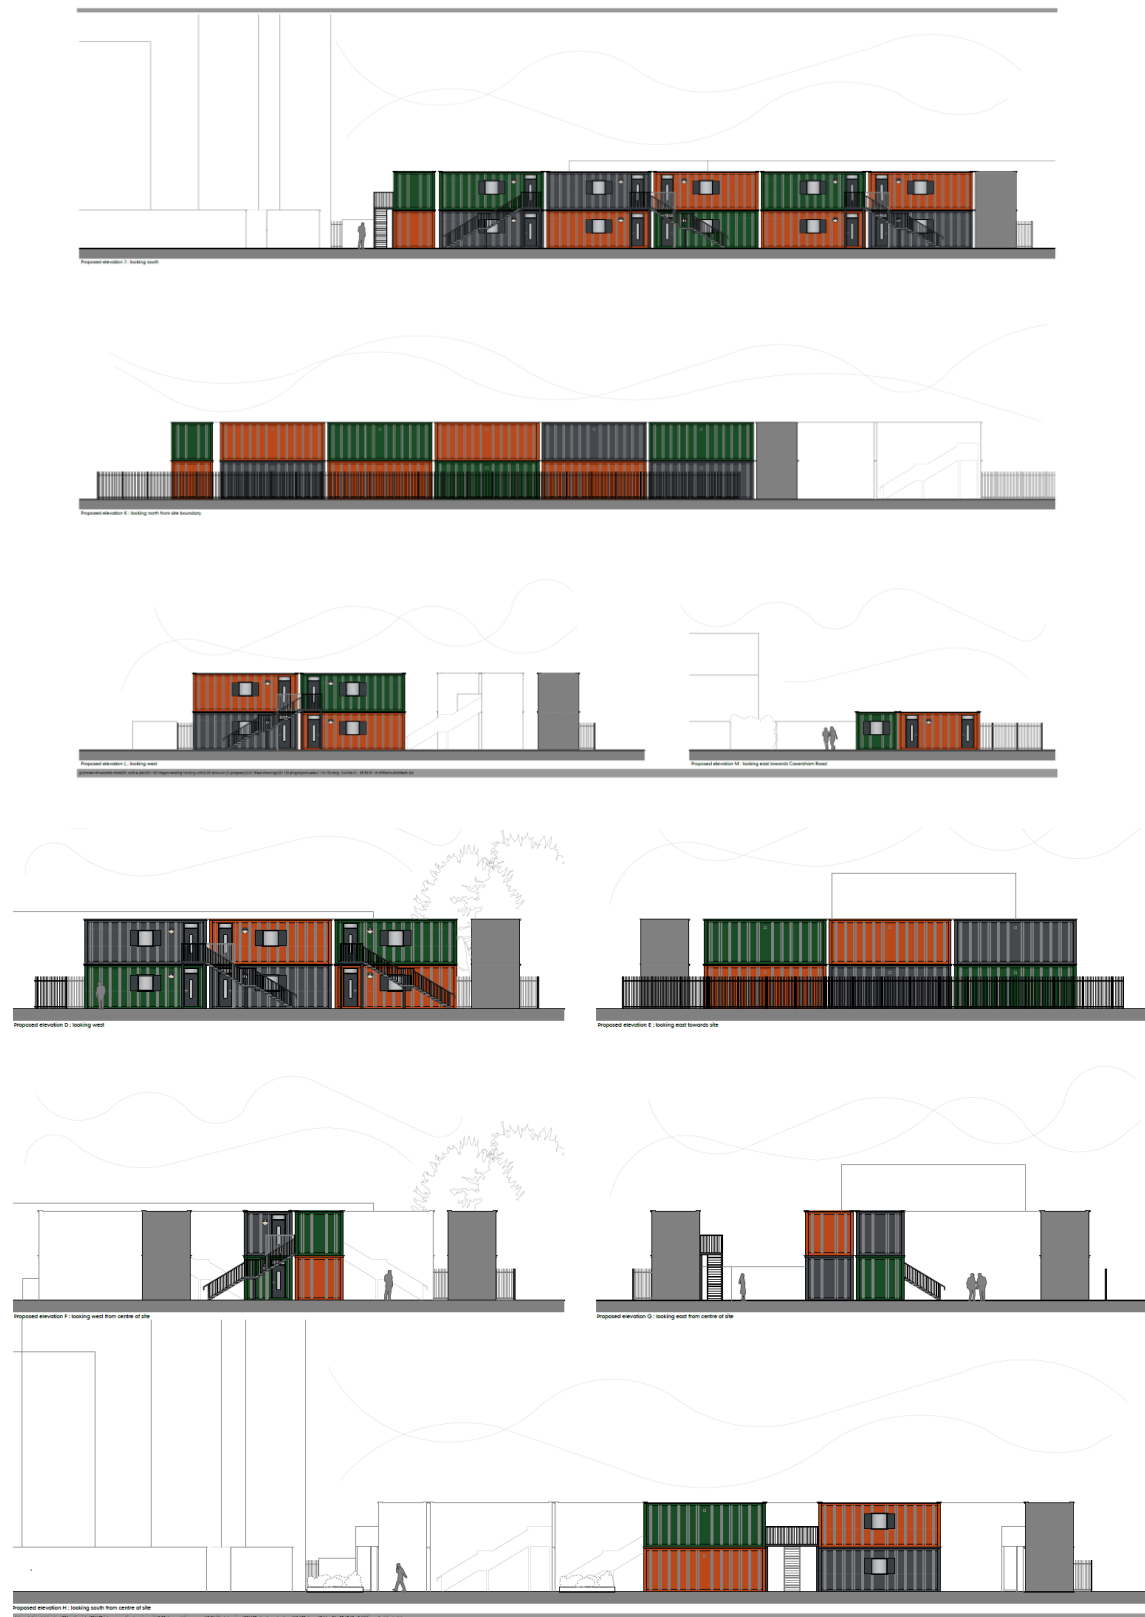 Proposed elevation J : looking south
Proposed elevation K : looking north from site boundary
Proposed elevation L : looking west
Proposed elevation M : looking east towards Caversham Road
Proposed elevation D : looking west
Proposed elevation E : looking east towards site
Proposed elevation F : looking west from centre of site
Proposed elevation G : looking east from centre of site
Proposed elevation H : looking south from centre of site